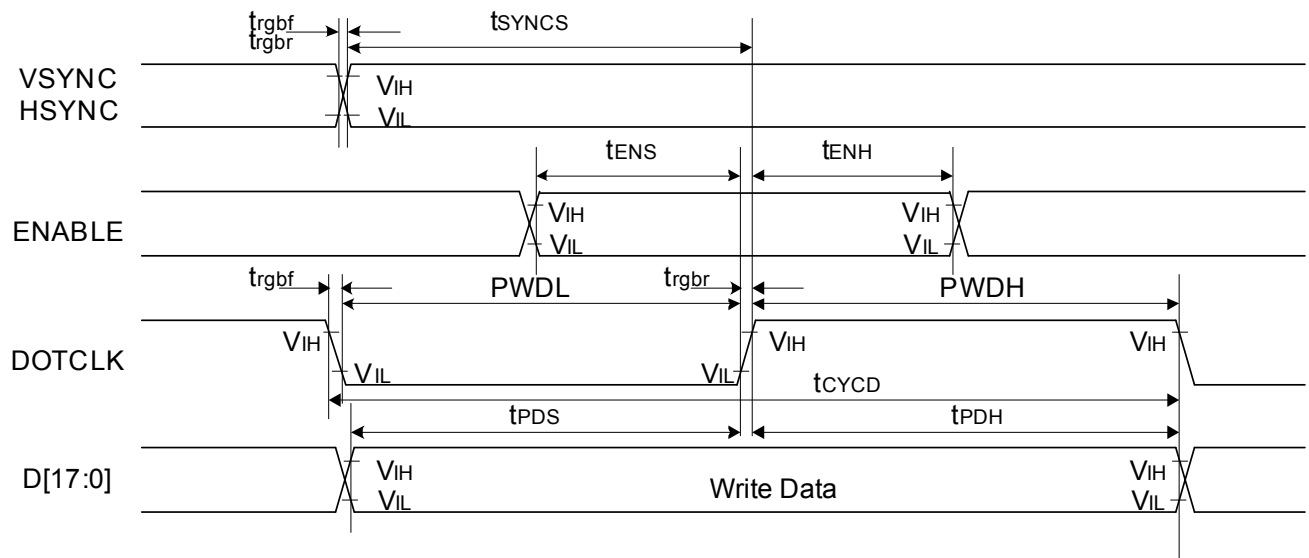 trgbf
trgbr
tSYNCS
VSYNC
HSYNC
VIH
VIL
tENS
tENH
ENABLE
VIH
VIL
VIH
VIL
trgbf
PWDL
trgbr
PWDH
DOTCLK
VIH
VIL
VIL
VIH
VIH
tCYCD
tPDS
tPDH
D[17:0]
VIH
VIL
Write Data
VIH
VIL